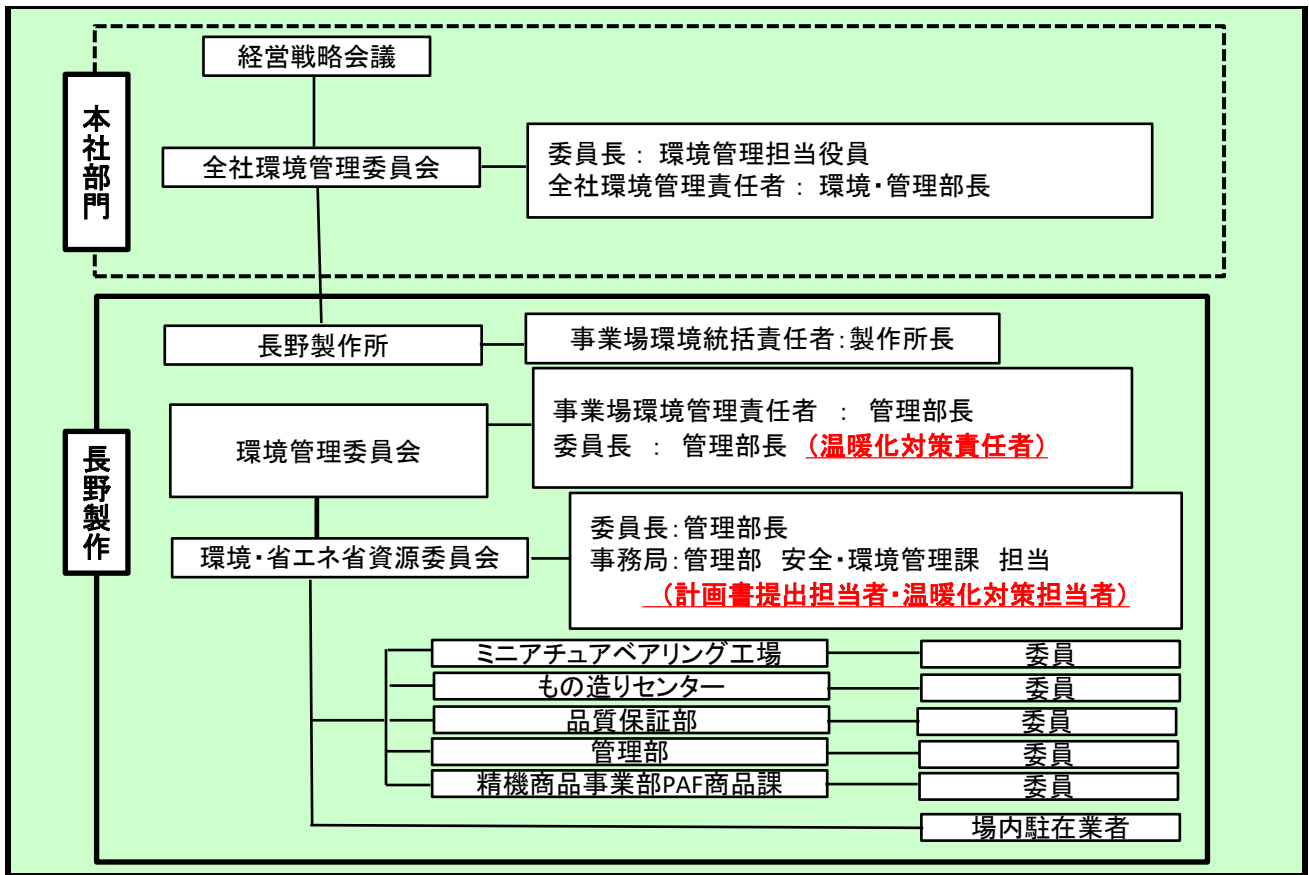 経営戦略会議
本社部門
全社環境管理委員会
委員長： 環境管理担当役員
全社環境管理責任者： 環境・管理部長
長野製作所
事業場環境統括責任者：製作所長
長野製作
環境管理委員会
事業場環境管理責任者 ： 管理部長
委員長 ： 管理部長 （温暖化対策責任者）
環境・省エネ省資源委員会
委員長：管理部長
事務局：管理部 安全・環境管理課 担当
（計画書提出担当者・温暖化対策担当者）
ミニアチュアベアリング工場 委員
もの造りセンター 委員
品質保証部 委員
管理部 委員
精機商品事業部PAF商品課 委員
場内駐在業者